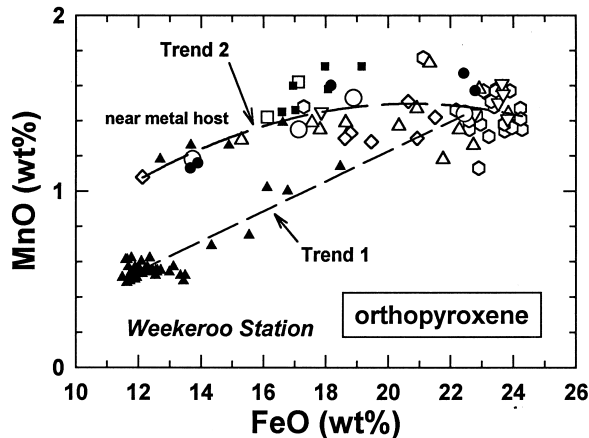 2
Trend 2
near metal host
MnO (wt%)
1
Trend 1
Weekeroo Station
orthopyroxene
0
10 12 14 16 18 20 22 24 26
FeO (wt%)